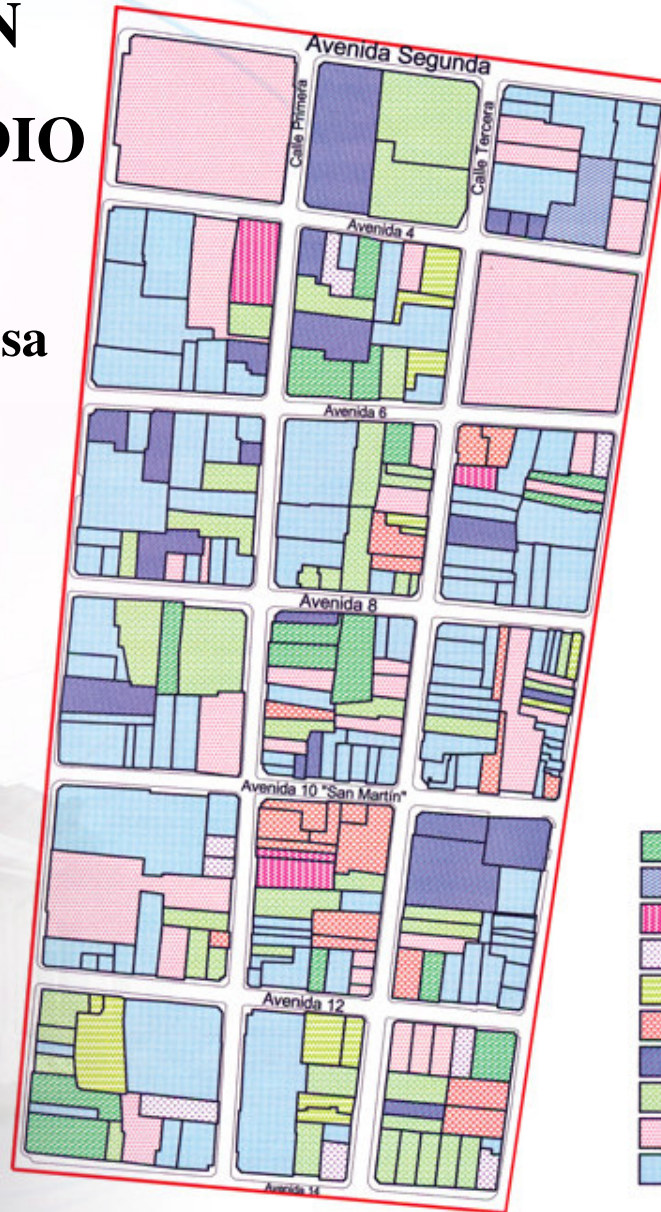 N
DIO
sa
Avenida Segunda
Calle Primera
Calle Tercera
Avenida 4
Avenida 6
Avenida 8
Avenida 10 "San Martín"
Avenida 12
Avenida 14